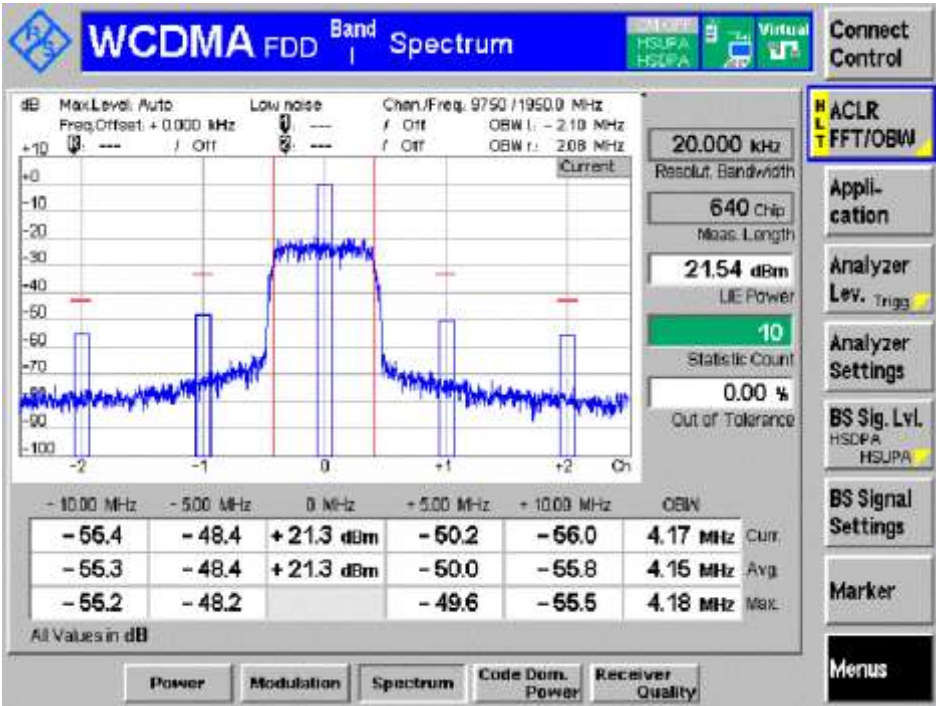 WCDMA FDD Band I Spectrum
HSUPA
HSDPA
Virtual
Connect
Control
dB Max.Level: Auto Low noise Chan./Freq.: 9750 / 1950.0 MHz
Freq.Offset: + 0.000 kHz 1: --- / Off OBW l.: - 2.10 MHz
R: --- / Off 2: --- / Off OBW r.: 2.08 MHz
Current
+10
+0
-10
-20
-30
-40
-50
-60
-70
-80
-90
-100
-2 -1 0 +1 +2 Ch
20.000 kHz
Resolut. Bandwidth
640 Chip
Meas. Length
21.54 dBm
UE Power
10
Statistic Count
0.00 %
Out of Tolerance
- 10.00 MHz - 5.00 MHz 0 MHz + 5.00 MHz + 10.00 MHz OBW
- 55.4 - 48.4 + 21.3 dBm - 50.2 - 56.0 4.17 MHz Curr.
- 55.3 - 48.4 + 21.3 dBm - 50.0 - 55.8 4.15 MHz Avg.
- 55.2 - 48.2 - 49.6 - 55.5 4.18 MHz Max.
All Values in dB
Power Modulation Spectrum Code Dom. Power Receiver Quality
HLT
ACLR
FFT/OBW
Appli-
cation
Analyzer
Lev. Trigg
Analyzer
Settings
BS Sig. Lvl.
HSDPA
HSUPA
BS Signal
Settings
Marker
Menus